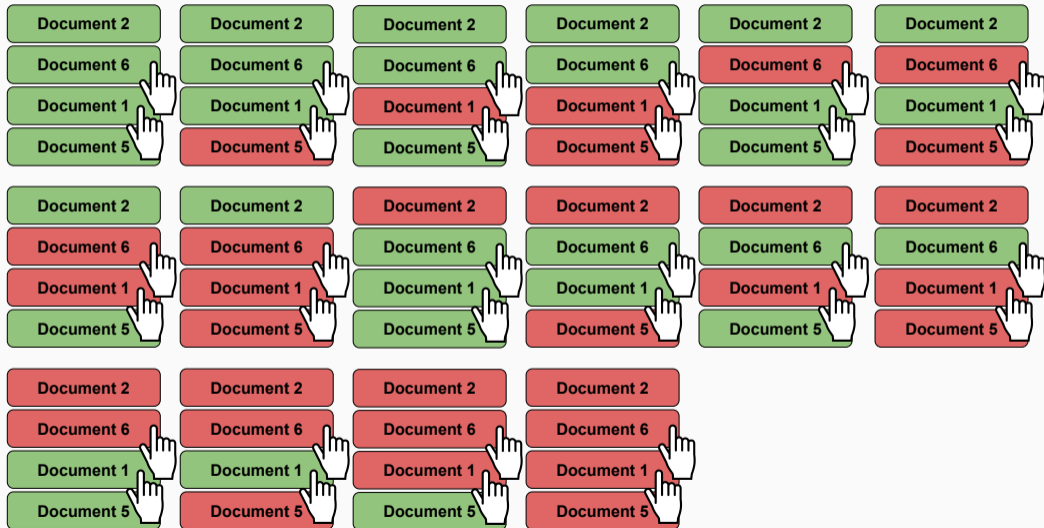 Document 2 Document 2 Document 2 Document 2 Document 2 Document 2
Document 6 Document 6 Document 6 Document 6 Document 6 Document 6
Document 1 Document 1 Document 1 Document 1 Document 1 Document 1
Document 5 Document 5 Document 5 Document 5 Document 5 Document 5
Document 2 Document 2 Document 2 Document 2 Document 2 Document 2
Document 6 Document 6 Document 6 Document 6 Document 6 Document 6
Document 1 Document 1 Document 1 Document 1 Document 1 Document 1
Document 5 Document 5 Document 5 Document 5 Document 5 Document 5
Document 2 Document 2 Document 2 Document 2
Document 6 Document 6 Document 6 Document 6
Document 1 Document 1 Document 1 Document 1
Document 5 Document 5 Document 5 Document 5